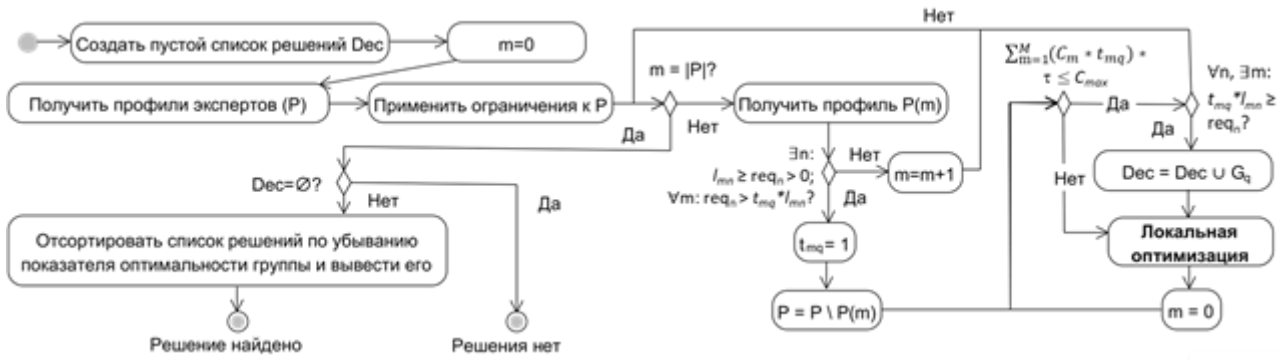 Создать пустой список решений Dec
m=0
Нет
Получить профили экспертов (P)
Применить ограничения к P
m = |P|?
Да
Нет
Получить профиль P(m)
∃n:
l_mn ≥ req_n > 0;
∀m: req_n > t_mq*l_mn?
Нет
Да
m=m+1
t_mq = 1
P = P \ P(m)
∑_{m=1}^{M}(C_m * t_mq) *
τ ≤ C_max
Да
Нет
∀n, ∃m:
t_mq*l_mn ≥
req_n?
Да
Dec = Dec ∪ G_q
Локальная
оптимизация
m = 0
Dec=∅?
Нет
Да
Отсортировать список решений по убыванию
показателя оптимальности группы и вывести его
Решение найдено
Решения нет